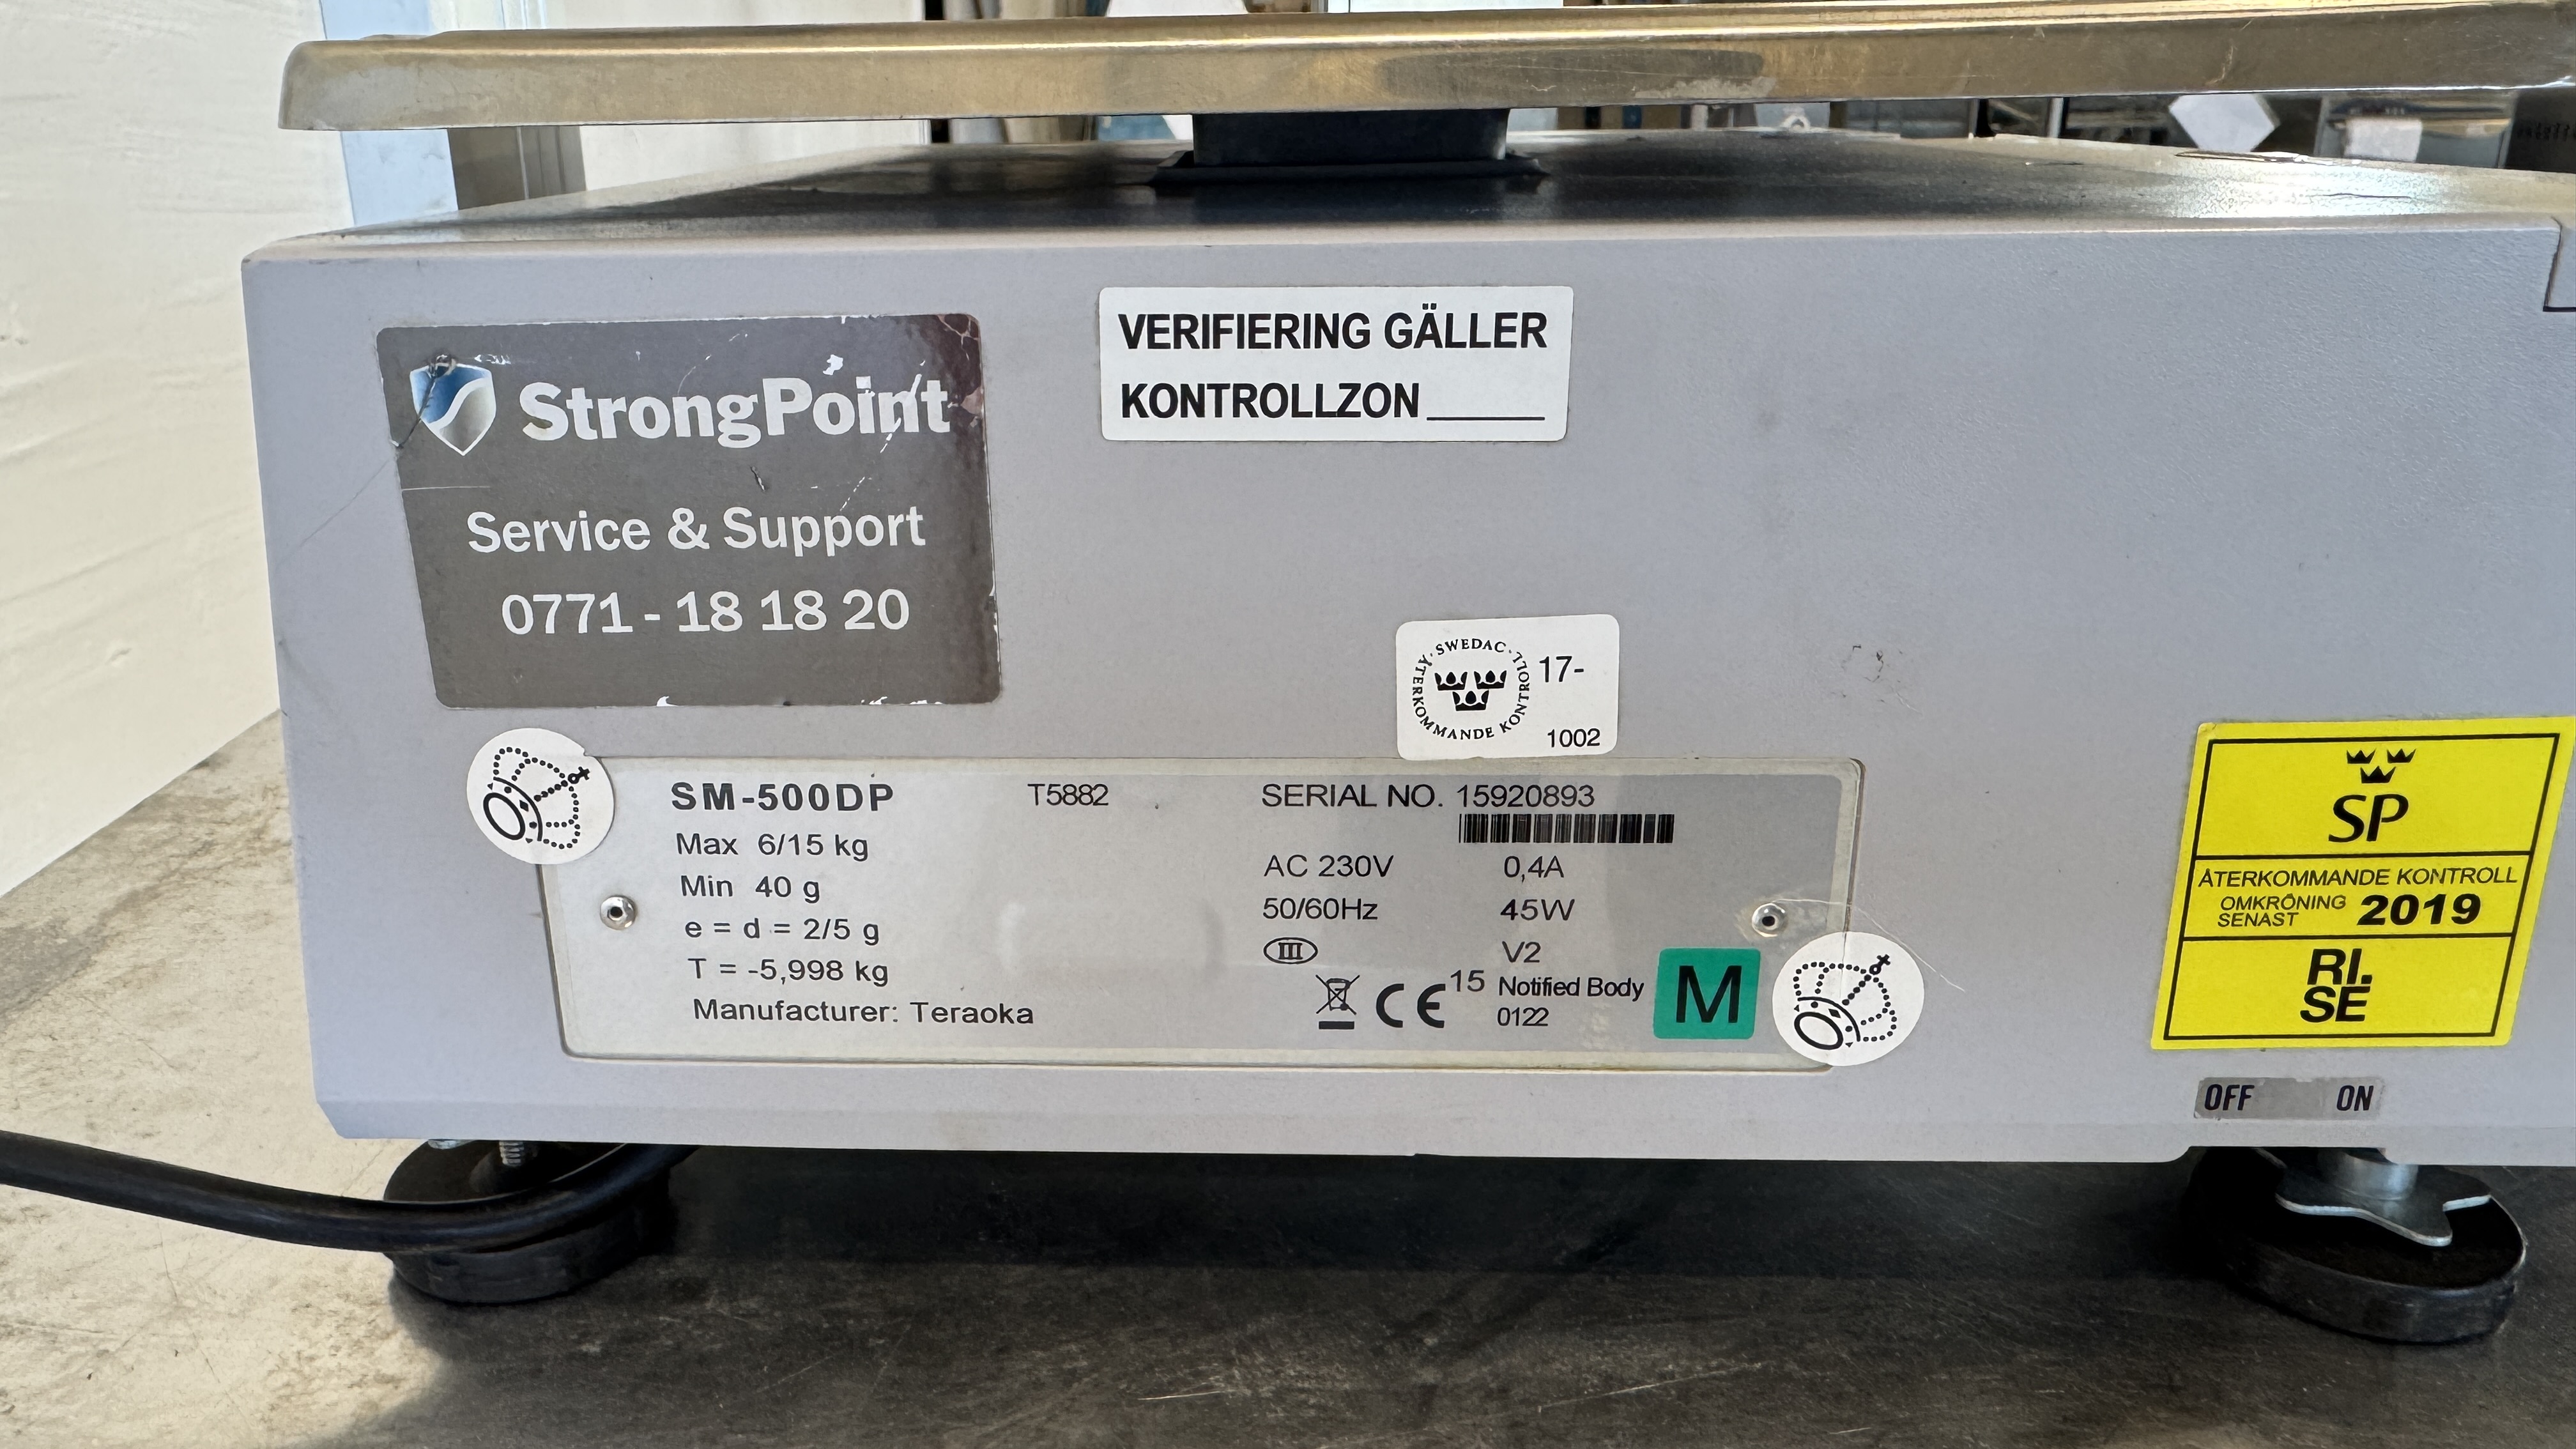 StrongPoint
Service & Support
0771 - 18 18 20
VERIFIERING GÄLLER
KONTROLLZON ______
· SWEDAC ·
ÅTERKOMMANDE KONTROLL
17-
1002
SM-500DP
T5882
Max 6/15 kg
Min 40 g
e = d = 2/5 g
T = -5,998 kg
Manufacturer: Teraoka
SERIAL NO. 15920893
AC 230V 0,4A
50/60Hz 45W
III V2
CE 15 Notified Body
0122
M
SP
ÅTERKOMMANDE KONTROLL
OMKRÖNING
SENAST 2019
RI.
SE
OFF ON